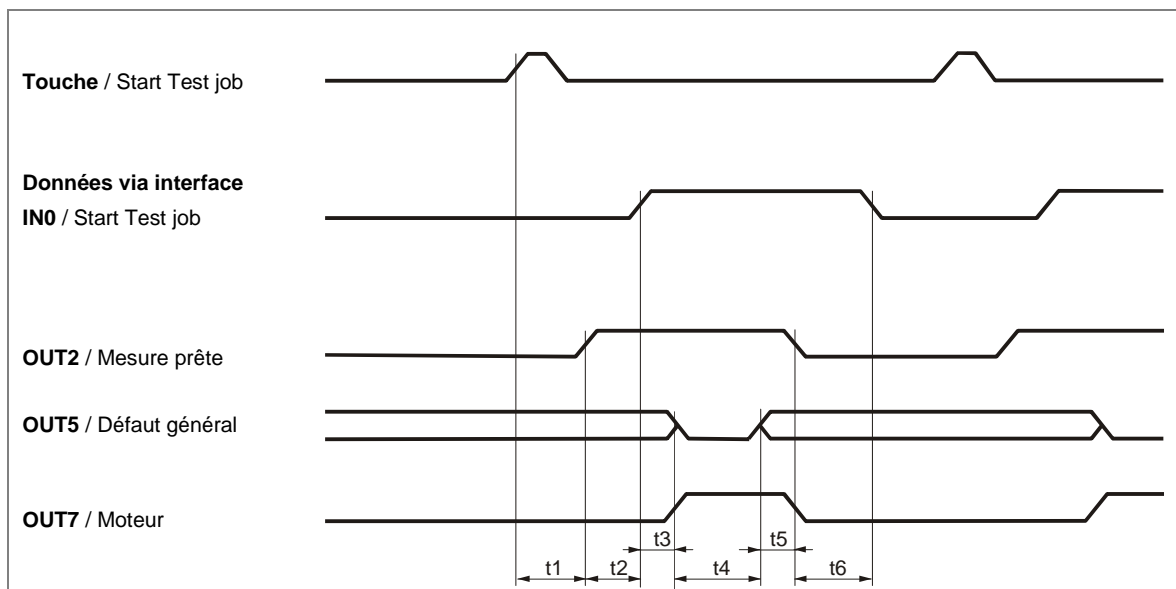 Touche / Start Test job
Données via interface
IN0 / Start Test job
OUT2 / Mesure prête
OUT5 / Défaut général
OUT7 / Moteur
t3
t5
t1
t2
t4
t6